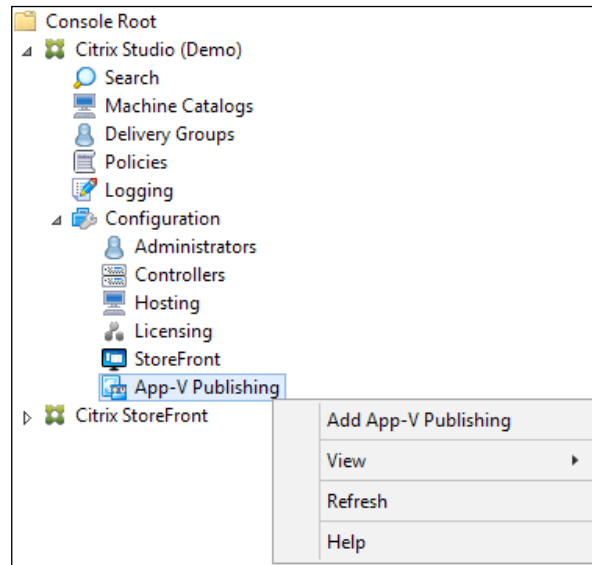 Console Root
Citrix Studio (Demo)
Search
Machine Catalogs
Delivery Groups
Policies
Logging
Configuration
Administrators
Controllers
Hosting
Licensing
StoreFront
App-V Publishing
Citrix StoreFront
Add App-V Publishing
View
Refresh
Help